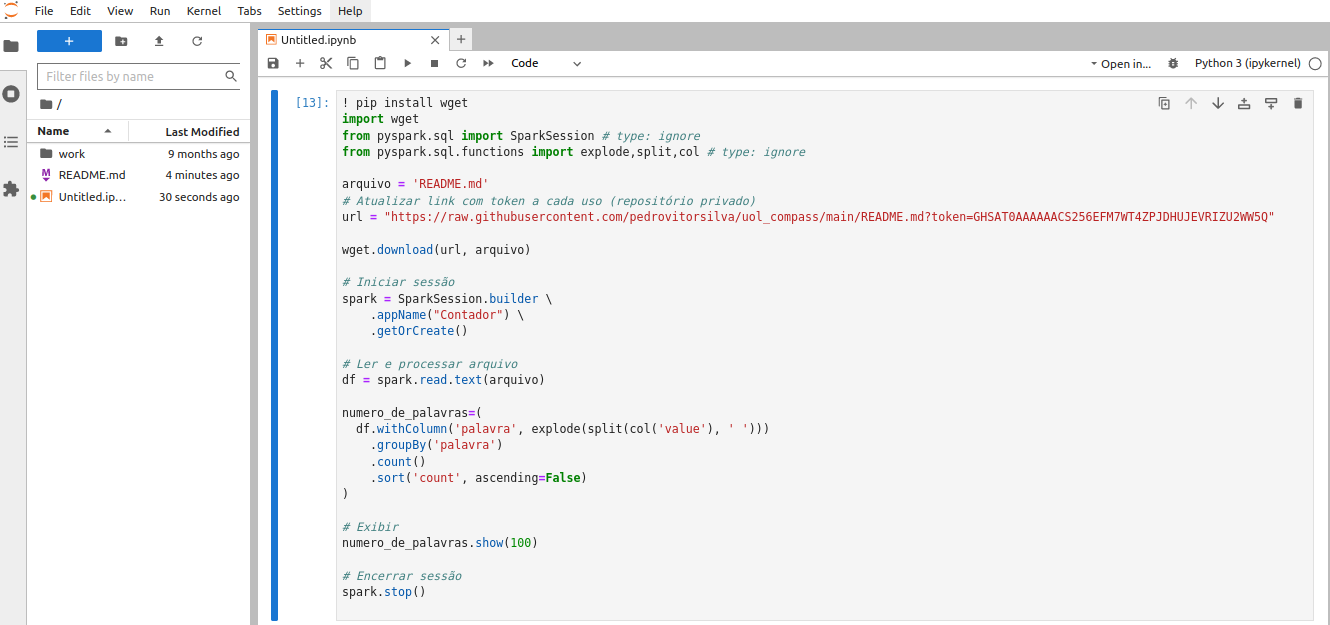 File Edit View Run Kernel Tabs Settings Help
Filter files by name
/
Name Last Modified
work 9 months ago
README.md 4 minutes ago
Untitled.ip... 30 seconds ago
Untitled.ipynb
Code
Open in...
Python 3 (ipykernel)
[13]:
! pip install wget
import wget
from pyspark.sql import SparkSession # type: ignore
from pyspark.sql.functions import explode,split,col # type: ignore
arquivo = 'README.md'
# Atualizar link com token a cada uso (repositório privado)
url = "https://raw.githubusercontent.com/pedrovitorsilva/uol_compass/main/README.md?token=GHSAT0AAAAAACS256EFM7WT4ZPJDHUJEVRIZU2WW5Q"
wget.download(url, arquivo)
# Iniciar sessão
spark = SparkSession.builder \
    .appName("Contador") \
    .getOrCreate()
# Ler e processar arquivo
df = spark.read.text(arquivo)
numero_de_palavras=(
  df.withColumn('palavra', explode(split(col('value'), ' ')))
    .groupBy('palavra')
    .count()
    .sort('count', ascending=False)
)
# Exibir
numero_de_palavras.show(100)
# Encerrar sessão
spark.stop()